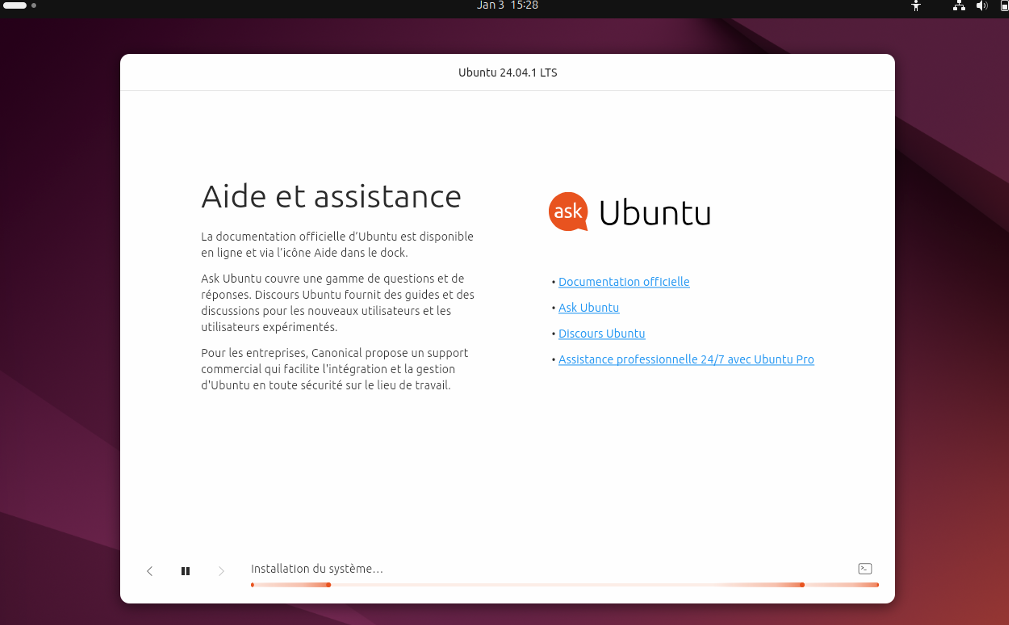 Jan 3 15:28
Ubuntu 24.04.1 LTS
Aide et assistance
La documentation officielle d'Ubuntu est disponible
en ligne et via l'icône Aide dans le dock.
Ask Ubuntu couvre une gamme de questions et de
réponses. Discours Ubuntu fournit des guides et des
discussions pour les nouveaux utilisateurs et les
utilisateurs expérimentés.
Pour les entreprises, Canonical propose un support
commercial qui facilite l'intégration et la gestion
d'Ubuntu en toute sécurité sur le lieu de travail.
ask Ubuntu
• Documentation officielle
• Ask Ubuntu
• Discours Ubuntu
• Assistance professionnelle 24/7 avec Ubuntu Pro
Installation du système…